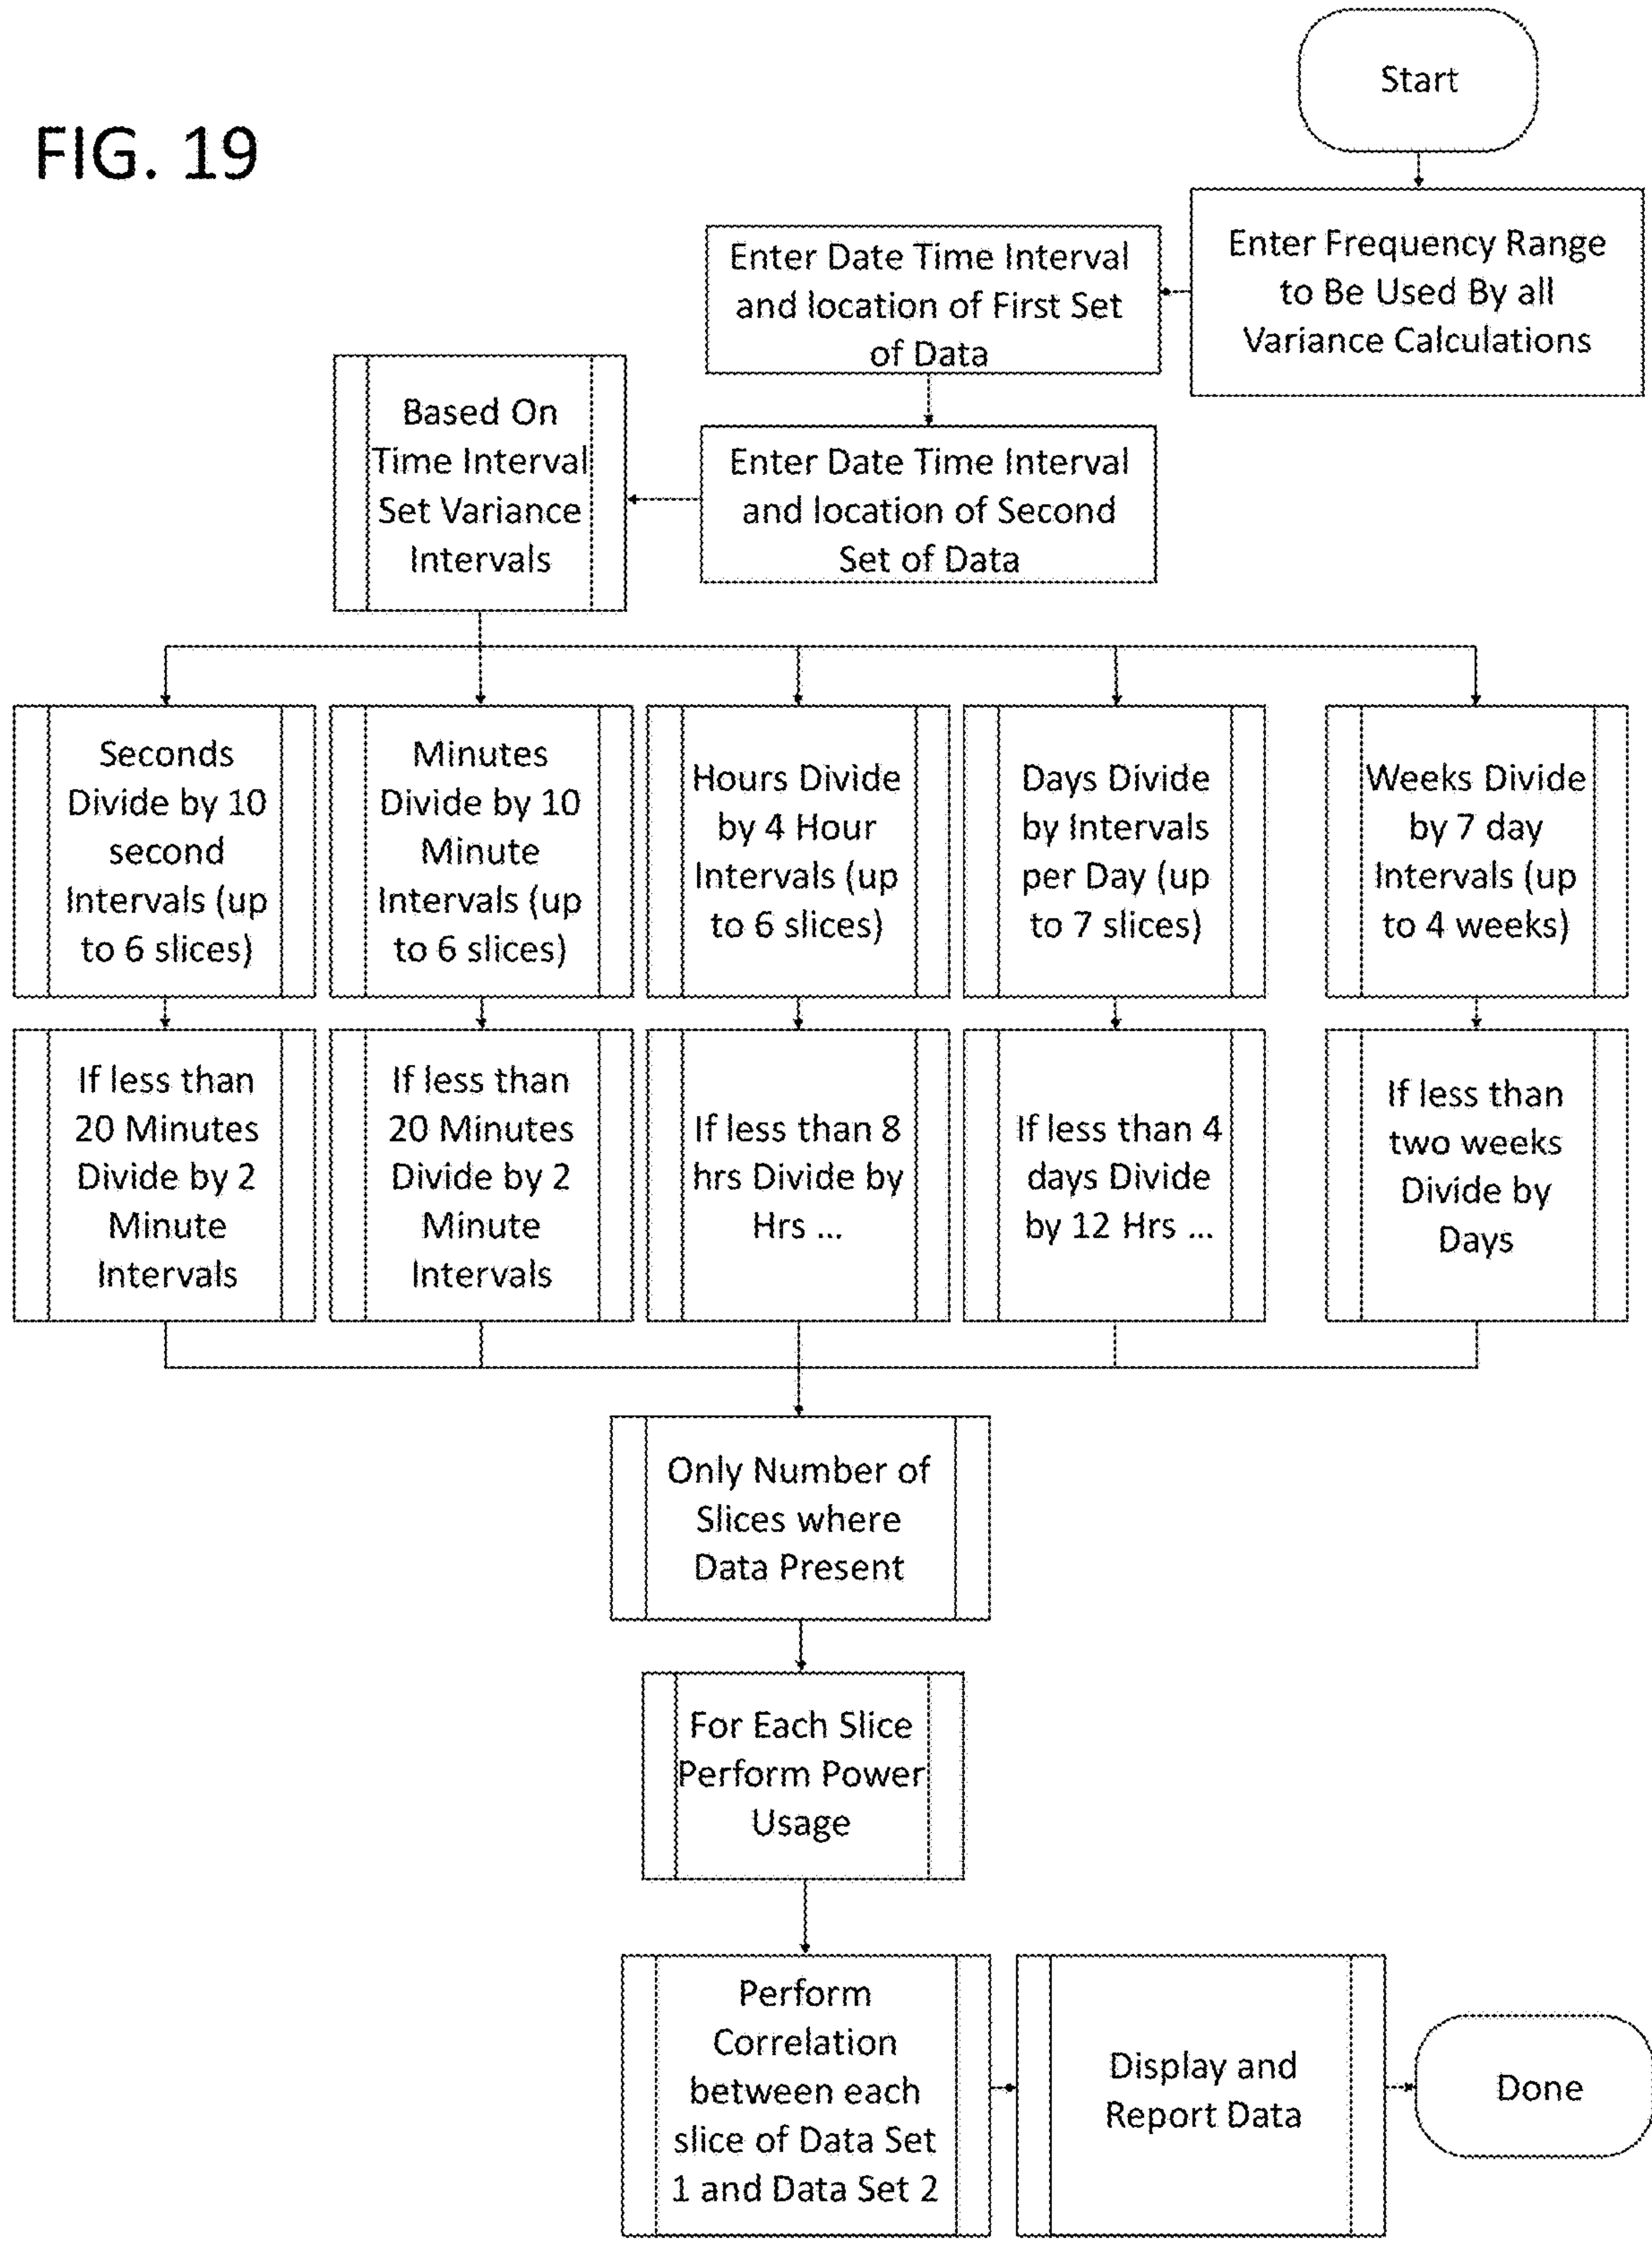 FIG. 19
Start
Enter Frequency Range
to Be Used By all
Variance Calculations
Enter Date Time Interval
and location of First Set
of Data
Enter Date Time Interval
and location of Second
Set of Data
Based On
Time Interval
Set Variance
Intervals
Seconds
Divide by 10
second
Intervals (up
to 6 slices)
Minutes
Divide by 10
Minute
Intervals (up
to 6 slices)
Hours Divide
by 4 Hour
Intervals (up
to 6 slices)
Days Divide
by Intervals
per Day (up
to 7 slices)
Weeks Divide
by 7 day
Intervals (up
to 4 weeks)
If less than
20 Minutes
Divide by 2
Minute
Intervals
If less than
20 Minutes
Divide by 2
Minute
Intervals
If less than 8
hrs Divide by
Hrs ...
If less than 4
days Divide
by 12 Hrs ...
If less than
two weeks
Divide by
Days
Only Number of
Slices where
Data Present
For Each Slice
Perform Power
Usage
Perform
Correlation
between each
slice of Data Set
1 and Data Set 2
Display and
Report Data
Done